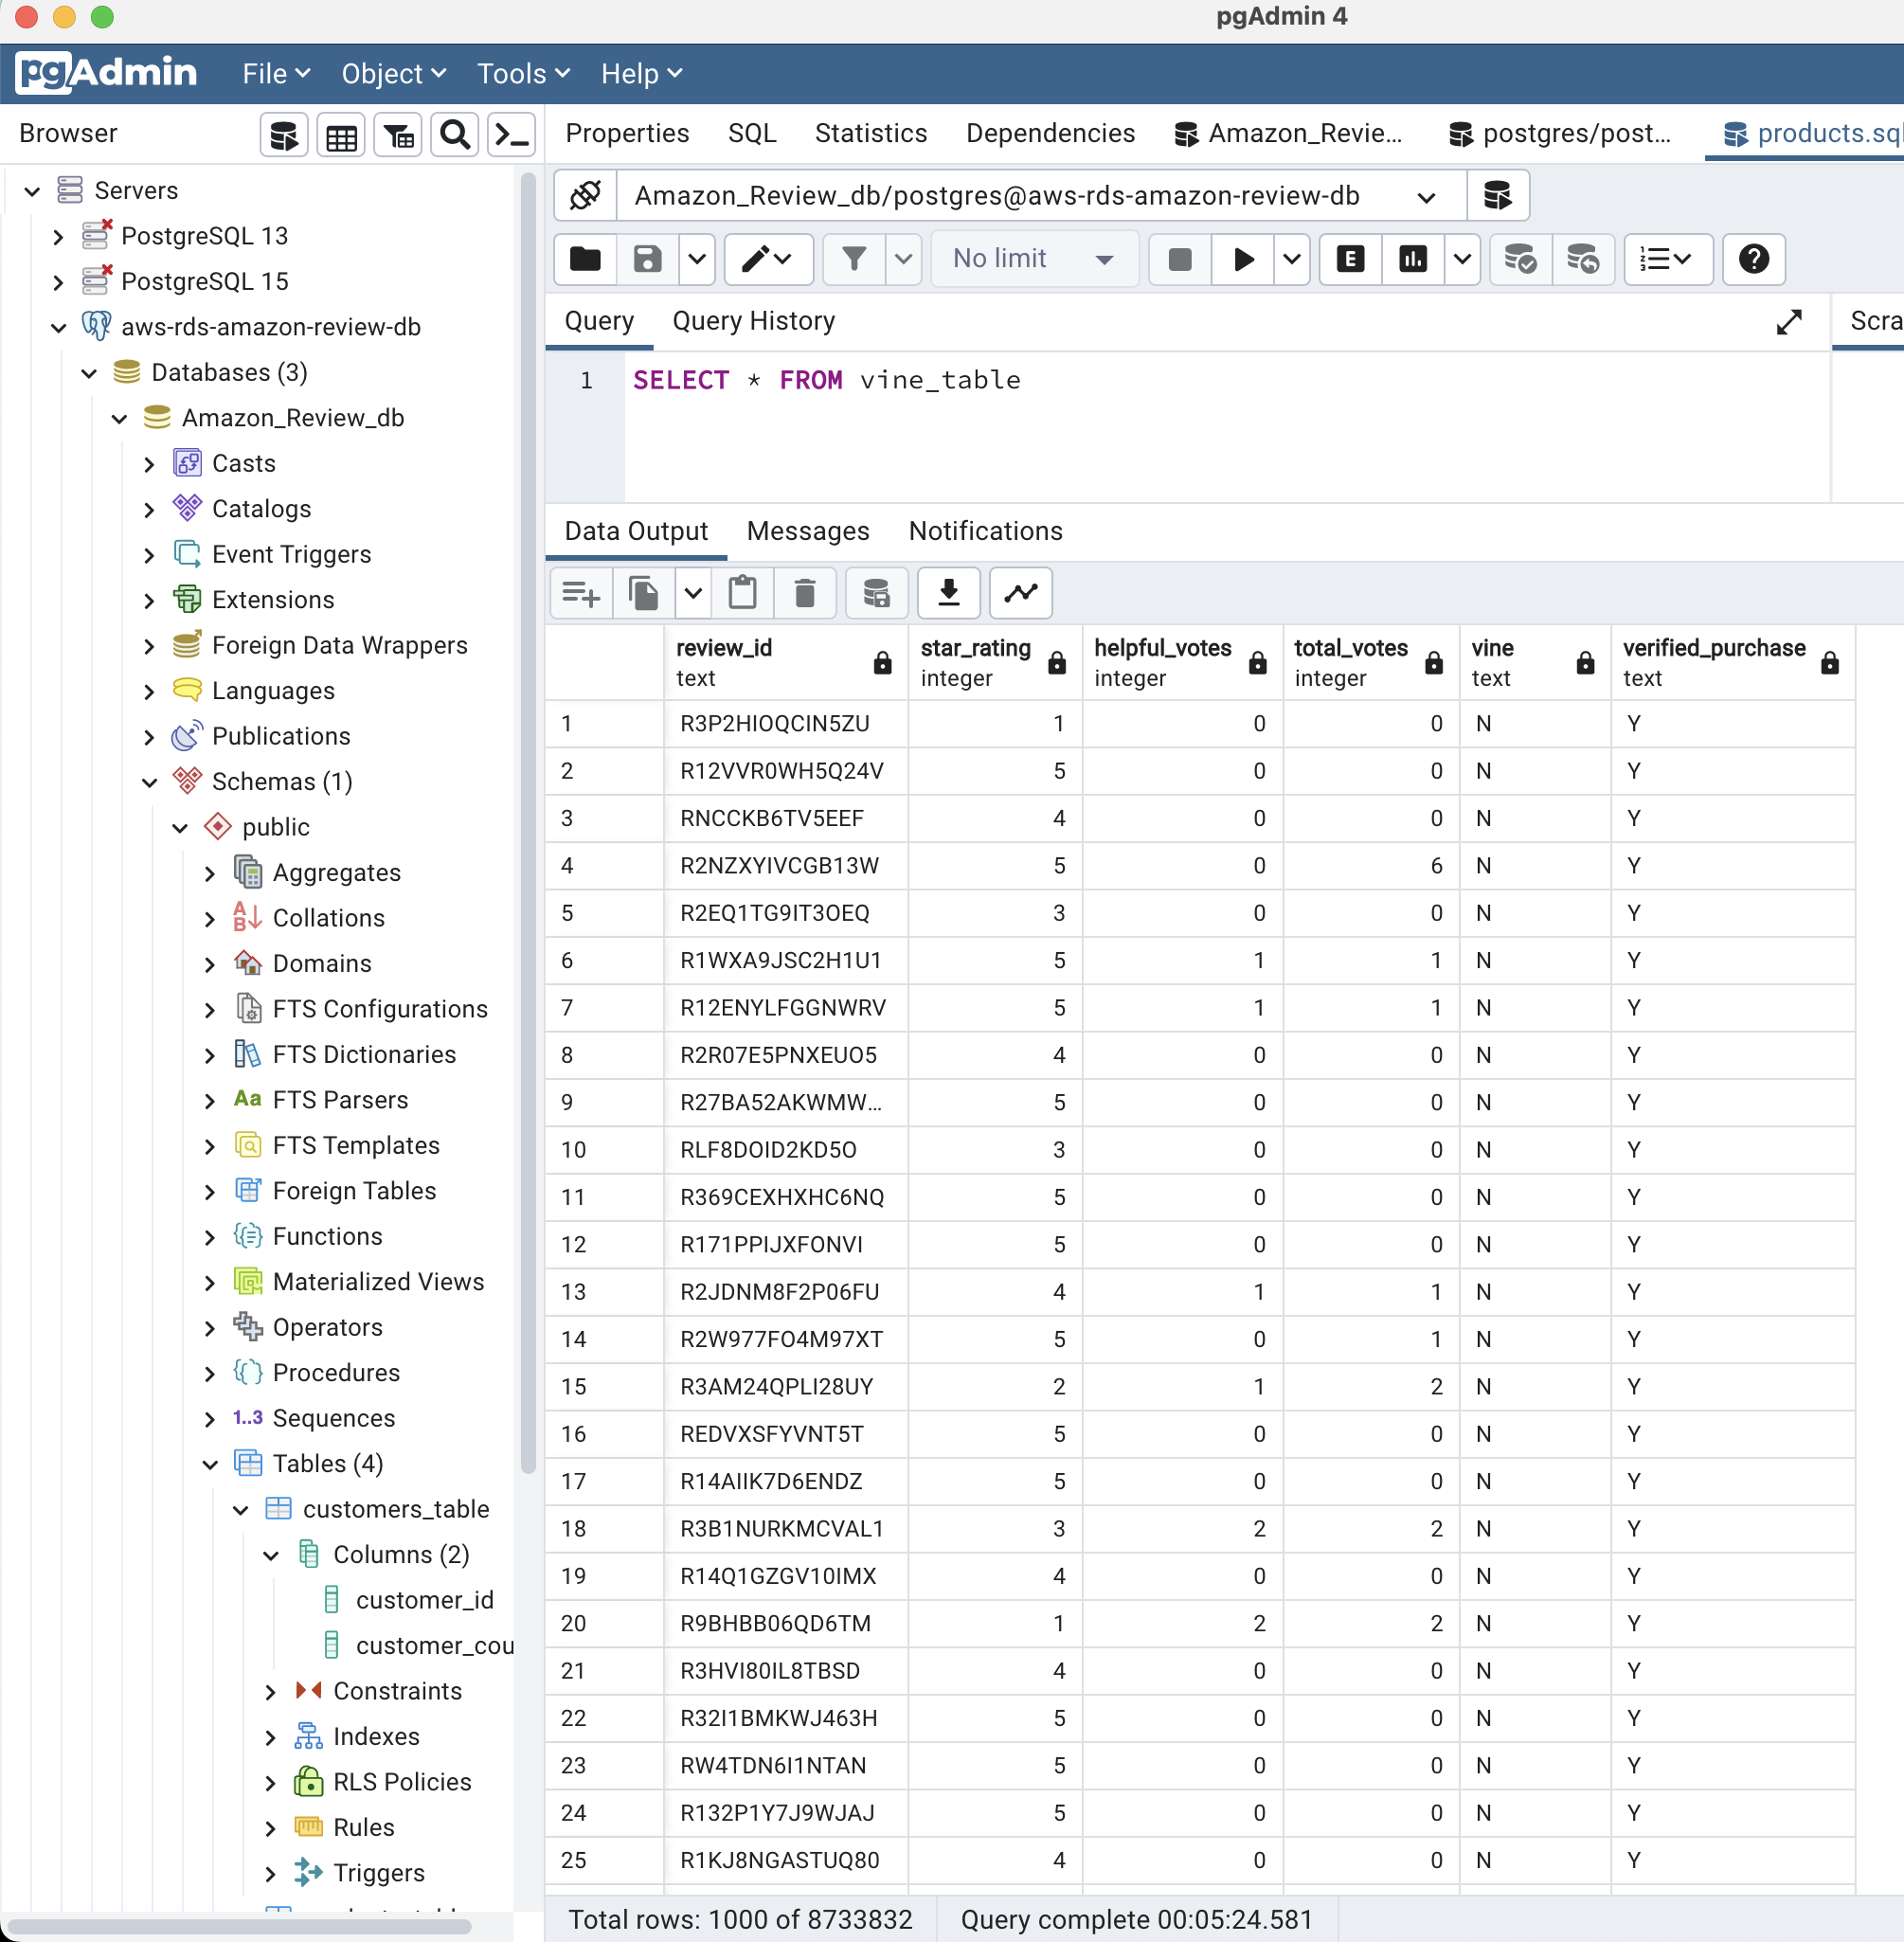 pgAdmin 4
pgAdmin File Object Tools Help
Browser
Properties SQL Statistics Dependencies Amazon_Revie... postgres/post... products.sql
Servers
PostgreSQL 13
PostgreSQL 15
aws-rds-amazon-review-db
Databases (3)
Amazon_Review_db
Casts
Catalogs
Event Triggers
Extensions
Foreign Data Wrappers
Languages
Publications
Schemas (1)
public
Aggregates
Collations
Domains
FTS Configurations
FTS Dictionaries
Aa FTS Parsers
FTS Templates
Foreign Tables
Functions
Materialized Views
Operators
Procedures
1..3 Sequences
Tables (4)
customers_table
Columns (2)
customer_id
customer_cou
Constraints
Indexes
RLS Policies
Rules
Triggers
Amazon_Review_db/postgres@aws-rds-amazon-review-db
No limit E
Query Query History Scra
1 SELECT * FROM vine_table
Data Output Messages Notifications
review_id star_rating helpful_votes total_votes vine verified_purchase
text integer integer integer text text
1 R3P2HIOQCIN5ZU 1 0 0 N Y
2 R12VVR0WH5Q24V 5 0 0 N Y
3 RNCCKB6TV5EEF 4 0 0 N Y
4 R2NZXYIVCGB13W 5 0 6 N Y
5 R2EQ1TG9IT3OEQ 3 0 0 N Y
6 R1WXA9JSC2H1U1 5 1 1 N Y
7 R12ENYLFGGNWRV 5 1 1 N Y
8 R2R07E5PNXEUO5 4 0 0 N Y
9 R27BA52AKWMW... 5 0 0 N Y
10 RLF8DOID2KD5O 3 0 0 N Y
11 R369CEXHXHC6NQ 5 0 0 N Y
12 R171PPIJXFONVI 5 0 0 N Y
13 R2JDNM8F2P06FU 4 1 1 N Y
14 R2W977FO4M97XT 5 0 1 N Y
15 R3AM24QPLI28UY 2 1 2 N Y
16 REDVXSFYVNT5T 5 0 0 N Y
17 R14AIIK7D6ENDZ 5 0 0 N Y
18 R3B1NURKMCVAL1 3 2 2 N Y
19 R14Q1GZGV10IMX 4 0 0 N Y
20 R9BHBB06QD6TM 1 2 2 N Y
21 R3HVI80IL8TBSD 4 0 0 N Y
22 R32I1BMKWJ463H 5 0 0 N Y
23 RW4TDN6I1NTAN 5 0 0 N Y
24 R132P1Y7J9WJAJ 5 0 0 N Y
25 R1KJ8NGASTUQ80 4 0 0 N Y
Total rows: 1000 of 8733832 Query complete 00:05:24.581